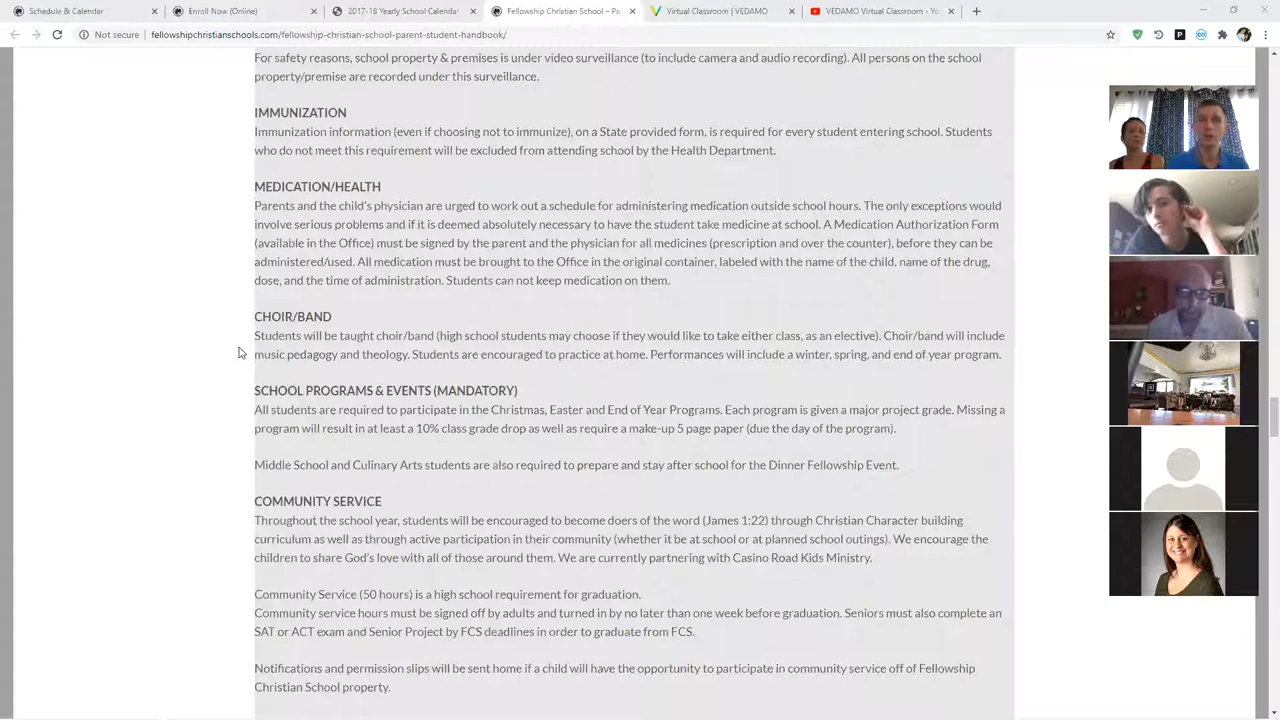 Schedule & Calendar
Enroll Now (Online)
2017-18 Yearly School Calendar
Fellowship Christian School – Pa
Virtual Classroom | VEDAMO
VEDAMO Virtual Classroom - Yo
Not secure | fellowshipchristianschools.com/fellowship-christian-school-parent-student-handbook/
For safety reasons, school property & premises is under video surveillance (to include camera and audio recording). All persons on the school
property/premise are recorded under this surveillance.
IMMUNIZATION
Immunization information (even if choosing not to immunize), on a State provided form, is required for every student entering school. Students
who do not meet this requirement will be excluded from attending school by the Health Department.
MEDICATION/HEALTH
Parents and the child's physician are urged to work out a schedule for administering medication outside school hours. The only exceptions would
involve serious problems and if it is deemed absolutely necessary to have the student take medicine at school. A Medication Authorization Form
(available in the Office) must be signed by the parent and the physician for all medicines (prescription and over the counter), before they can be
administered/used. All medication must be brought to the Office in the original container, labeled with the name of the child, name of the drug,
dose, and the time of administration. Students can not keep medication on them.
CHOIR/BAND
Students will be taught choir/band (high school students may choose if they would like to take either class, as an elective). Choir/band will include
music pedagogy and theology. Students are encouraged to practice at home. Performances will include a winter, spring, and end of year program.
SCHOOL PROGRAMS & EVENTS (MANDATORY)
All students are required to participate in the Christmas, Easter and End of Year Programs. Each program is given a major project grade. Missing a
program will result in at least a 10% class grade drop as well as require a make-up 5 page paper (due the day of the program).
Middle School and Culinary Arts students are also required to prepare and stay after school for the Dinner Fellowship Event.
COMMUNITY SERVICE
Throughout the school year, students will be encouraged to become doers of the word (James 1:22) through Christian Character building
curriculum as well as through active participation in their community (whether it be at school or at planned school outings). We encourage the
children to share God's love with all of those around them. We are currently partnering with Casino Road Kids Ministry.
Community Service (50 hours) is a high school requirement for graduation.
Community service hours must be signed off by adults and turned in by no later than one week before graduation. Seniors must also complete an
SAT or ACT exam and Senior Project by FCS deadlines in order to graduate from FCS.
Notifications and permission slips will be sent home if a child will have the opportunity to participate in community service off of Fellowship
Christian School property.